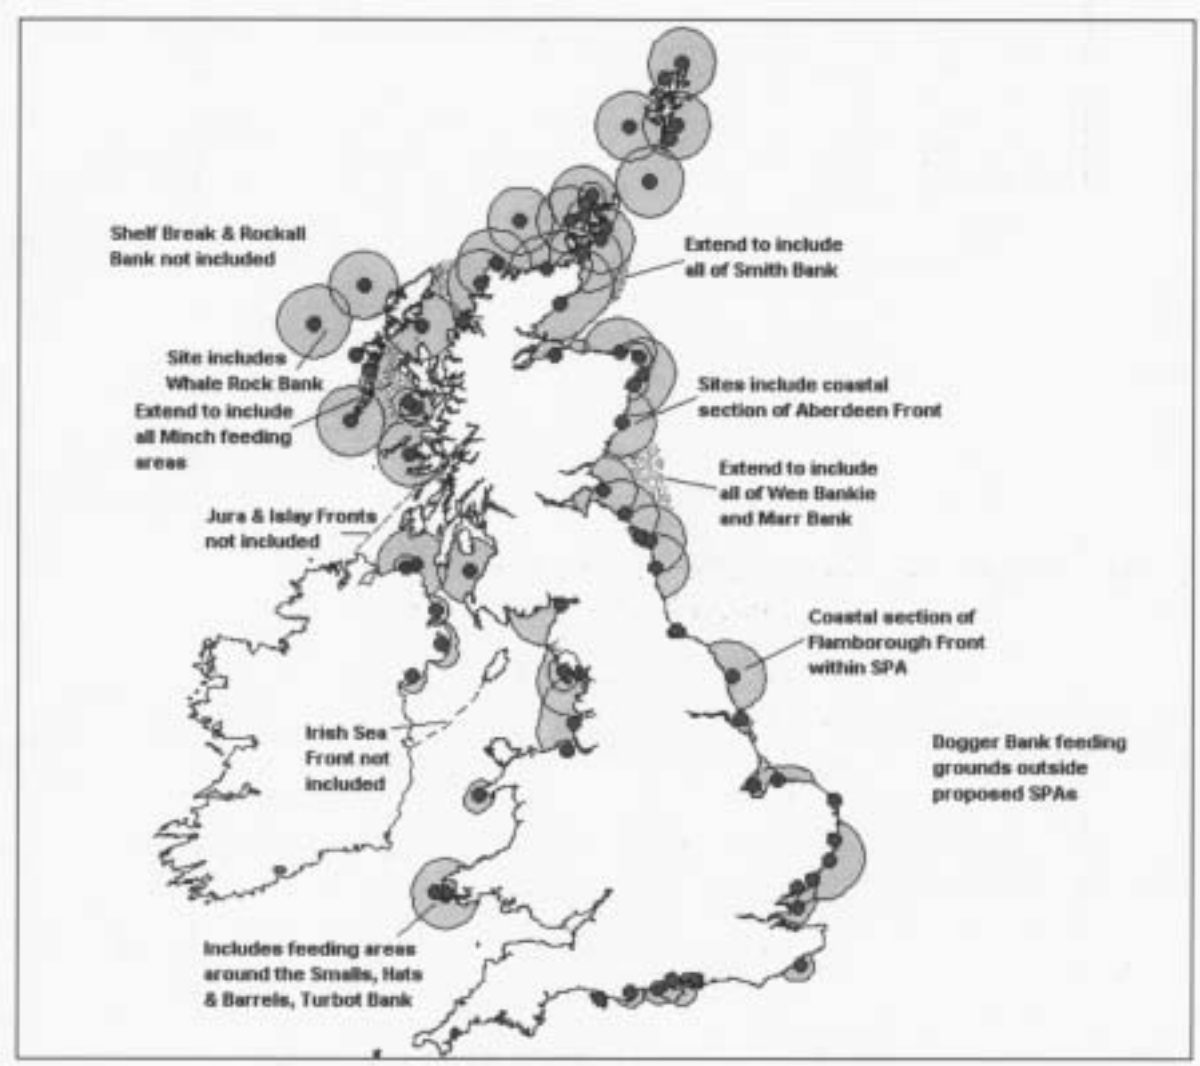 Shelf Break & Rockall
Bank not included
Extend to include
all of Smith Bank
Site includes
Whale Rock Bank
Extend to include
all Minch feeding
areas
Sites include coastal
section of Aberdeen Front
Extend to include
all of Wee Bankie
and Marr Bank
Jura & Islay Fronts
not included
Coastal section of
Flamborough Front
within SPA
Irish Sea
Front not
included
Dogger Bank feeding
grounds outside
proposed SPAs
Includes feeding areas
around the Smalls, Hats
& Barrels, Turbot Bank